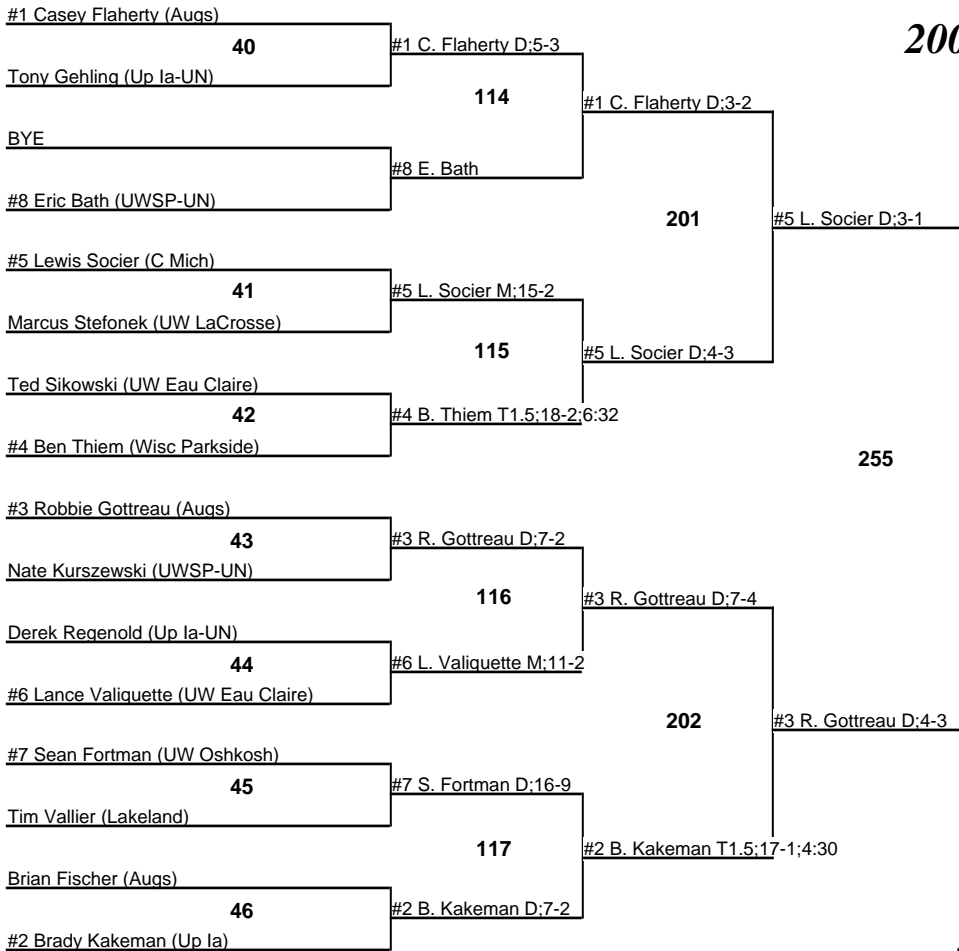 #1 Casey Flaherty (Augs)
200
40
#1 C. Flaherty D;5-3
Tony Gehling (Up Ia-UN)
114
#1 C. Flaherty D;3-2
BYE
#8 E. Bath
#8 Eric Bath (UWSP-UN)
201
#5 L. Socier D;3-1
#5 Lewis Socier (C Mich)
41
#5 L. Socier M;15-2
Marcus Stefonek (UW LaCrosse)
115
#5 L. Socier D;4-3
Ted Sikowski (UW Eau Claire)
42
#4 B. Thiem T1.5;18-2;6:32
#4 Ben Thiem (Wisc Parkside)
255
#3 Robbie Gottreau (Augs)
43
#3 R. Gottreau D;7-2
Nate Kurszewski (UWSP-UN)
116
#3 R. Gottreau D;7-4
Derek Regenold (Up Ia-UN)
44
#6 L. Valiquette M;11-2
#6 Lance Valiquette (UW Eau Claire)
202
#3 R. Gottreau D;4-3
#7 Sean Fortman (UW Oshkosh)
45
#7 S. Fortman D;16-9
Tim Vallier (Lakeland)
117
#2 B. Kakeman T1.5;17-1;4:30
Brian Fischer (Augs)
46
#2 B. Kakeman D;7-2
#2 Brady Kakeman (Up Ia)